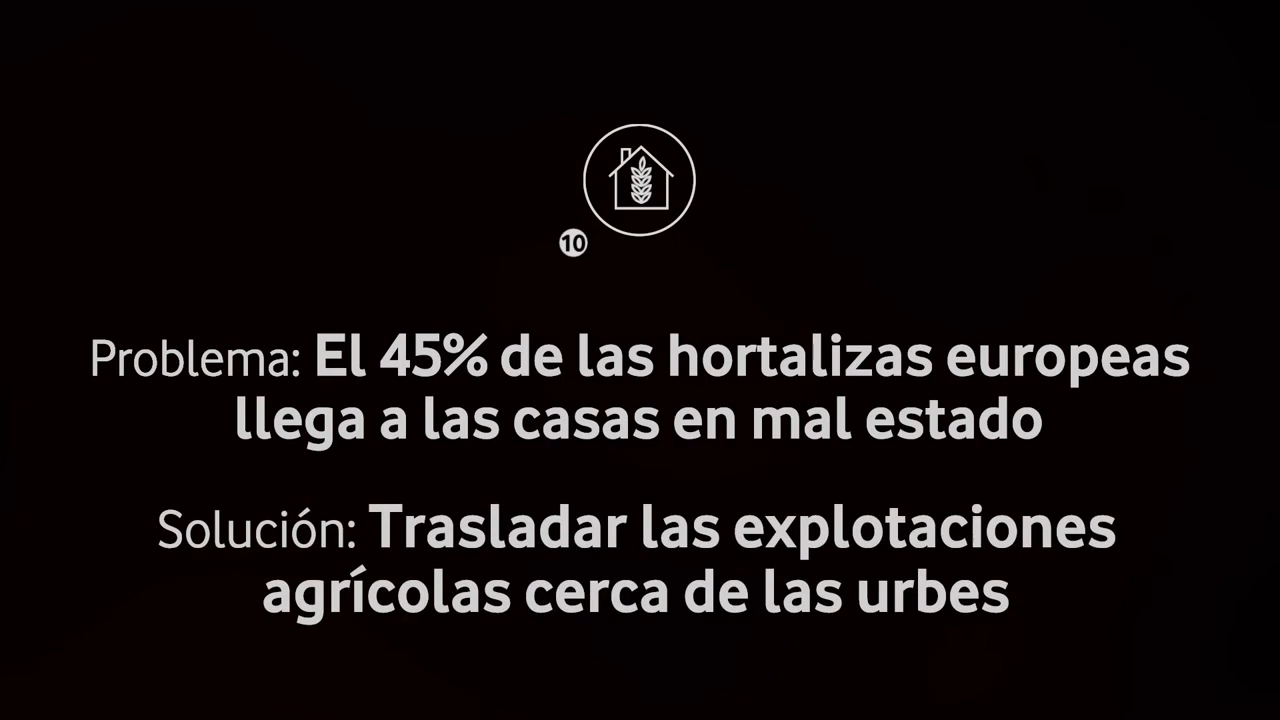 10
Problema: El 45% de las hortalizas europeas
llega a las casas en mal estado
Solución: Trasladar las explotaciones
agrícolas cerca de las urbes